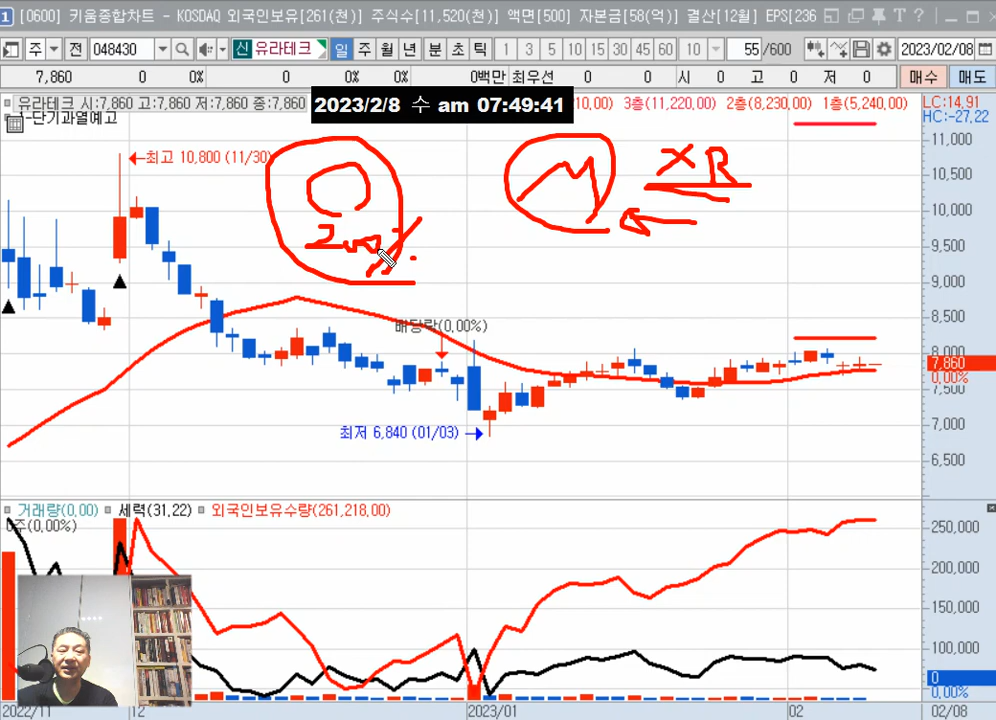 [0600] 키움종합차트 - KOSDAQ 외국인보유[261(천)] 주식수[11,520(천)] 액면[500] 자본금[58(억)] 결산[12월] EPS[236
주 전 048430 신 유라테크 일 주 월 년 분 초 틱 1 3 5 10 15 30 45 60 10 55 /600 2023/02/08
7,860 0 0% 0 0% 0% 0백만 최우선 0 0 시 0 고 0 저 0 매수 매도
유라테크 시:7,860 고:7,860 저:7,860 종:7,860
2023/2/8 수 am 07:49:41
3층(11,220,00) 2층(8,230,00) 1층(5,240,00)
LC:14,91
HC:-27,22
-단기과열예고
11,000
최고 10,800 (11/30)
M
XR
10,500
10,000
9,500
9,000
8,500
배당락(0,00%)
8,000
7,860
0,00%
7,500
최저 6,840 (01/03)
7,000
6,500
거래량(0,00) 세력(31,22) 외국인보유수량(261,218,00)
0주(0,00%)
250,000
200,000
150,000
100,000
0
0,00%
2022/11 12 2023/01 02 02/08